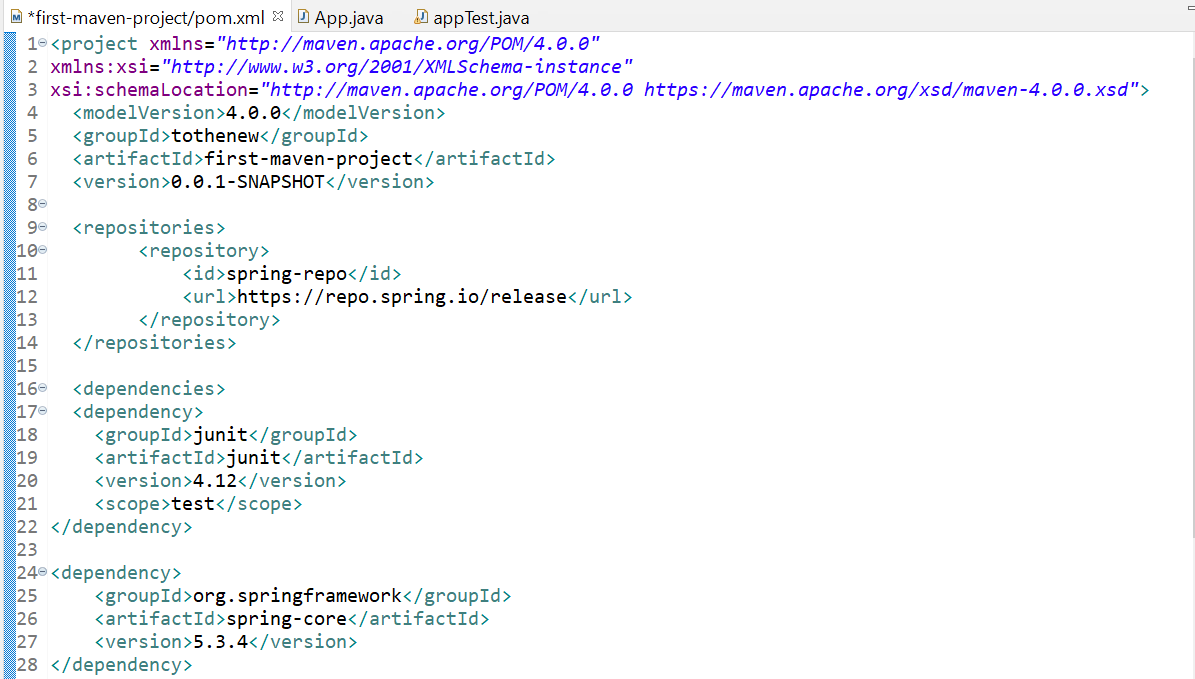 *first-maven-project/pom.xml App.java appTest.java
1 <project xmlns="http://maven.apache.org/POM/4.0.0"
2 xmlns:xsi="http://www.w3.org/2001/XMLSchema-instance"
3 xsi:schemaLocation="http://maven.apache.org/POM/4.0.0 https://maven.apache.org/xsd/maven-4.0.0.xsd">
4 <modelVersion>4.0.0</modelVersion>
5 <groupId>tothenew</groupId>
6 <artifactId>first-maven-project</artifactId>
7 <version>0.0.1-SNAPSHOT</version>
8
9 <repositories>
10 <repository>
11 <id>spring-repo</id>
12 <url>https://repo.spring.io/release</url>
13 </repository>
14 </repositories>
15
16 <dependencies>
17 <dependency>
18 <groupId>junit</groupId>
19 <artifactId>junit</artifactId>
20 <version>4.12</version>
21 <scope>test</scope>
22 </dependency>
23
24 <dependency>
25 <groupId>org.springframework</groupId>
26 <artifactId>spring-core</artifactId>
27 <version>5.3.4</version>
28 </dependency>